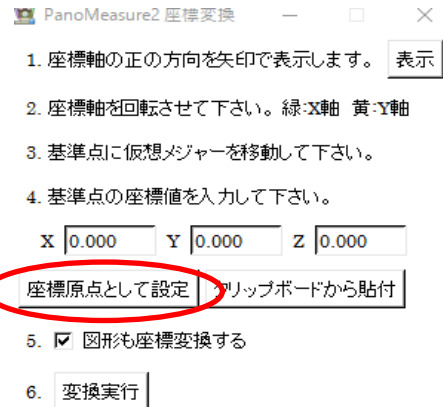 PanoMeasure2 座標変換
1. 座標軸の正の方向を矢印で表示します。 表示
2. 座標軸を回転させて下さい。緑:X軸 黄:Y軸
3. 基準点に仮想メジャーを移動して下さい。
4. 基準点の座標値を入力して下さい。
X 0.000 Y 0.000 Z 0.000
座標原点として設定 クリップボードから貼付
5. 図形も座標変換する
6. 変換実行